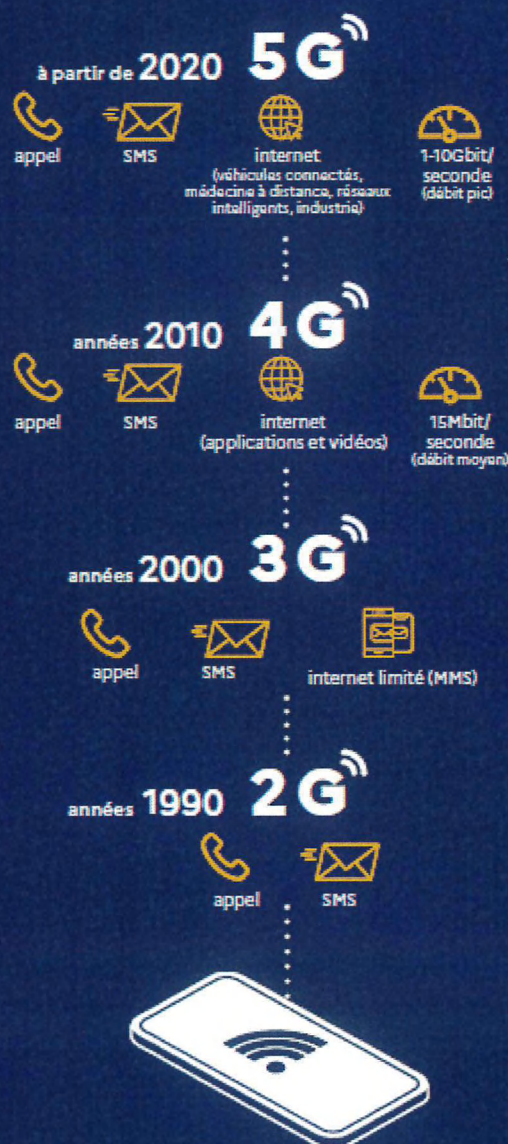 à partir de 2020 5G
appel
SMS
internet
(véhicules connectés,
médecine à distance, réseaux
intelligents, industrie)
1-10Gbit/
seconde
(débit pic)
années 2010 4G
appel
SMS
internet
(applications et vidéos)
15Mbit/
seconde
(débit moyen)
années 2000 3G
appel
SMS
internet limité (MMS)
années 1990 2G
appel
SMS